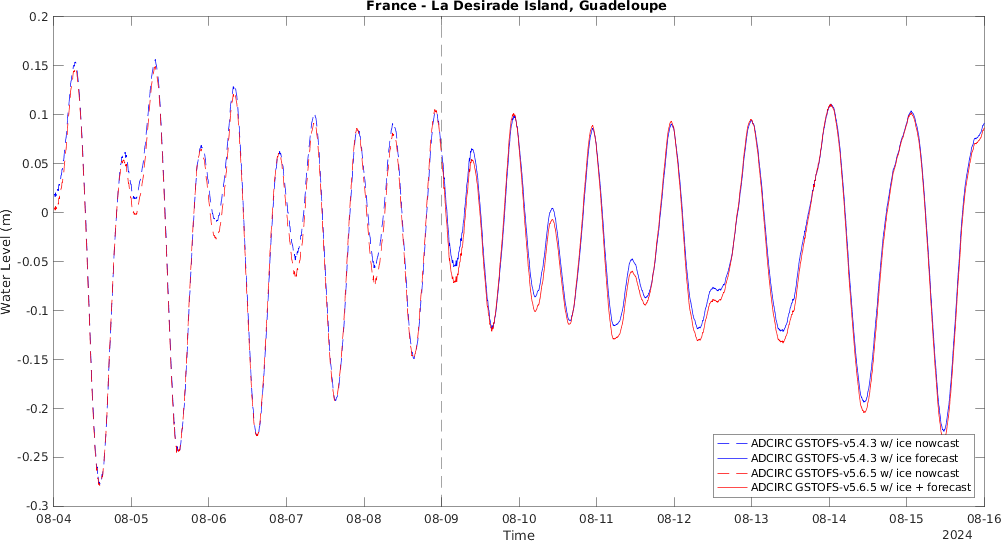 France - La Desirade Island, Guadeloupe
Water Level (m)
0.2
0.15
0.1
0.05
0
-0.05
-0.1
-0.15
-0.2
-0.25
-0.3
ADCIRC GSTOFS-v5.4.3 w/ ice nowcast
ADCIRC GSTOFS-v5.4.3 w/ ice forecast
ADCIRC GSTOFS-v5.6.5 w/ ice nowcast
ADCIRC GSTOFS-v5.6.5 w/ ice + forecast
08-04 08-05 08-06 08-07 08-08 08-09 08-10 08-11 08-12 08-13 08-14 08-15 08-16
Time
2024